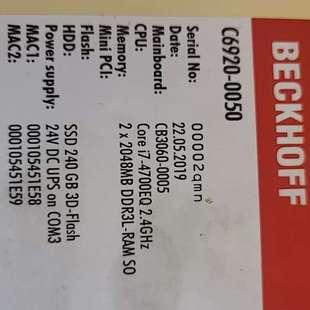 BECKHOFF
C6920-0050
Serial No: 00002qmn
Date: 22.05.2019
Mainboard: CB3060-0005
CPU: Core i7-4700EQ 2.4GHz
Memory: 2 x 2048MB DDR3L-RAM SO
Mini PCI:
Flash:
HDD: SSD 240 GB 3D-Flash
Power supply: 24V DC UPS on COM3
MAC1: 000105451E58
MAC2: 000105451E59